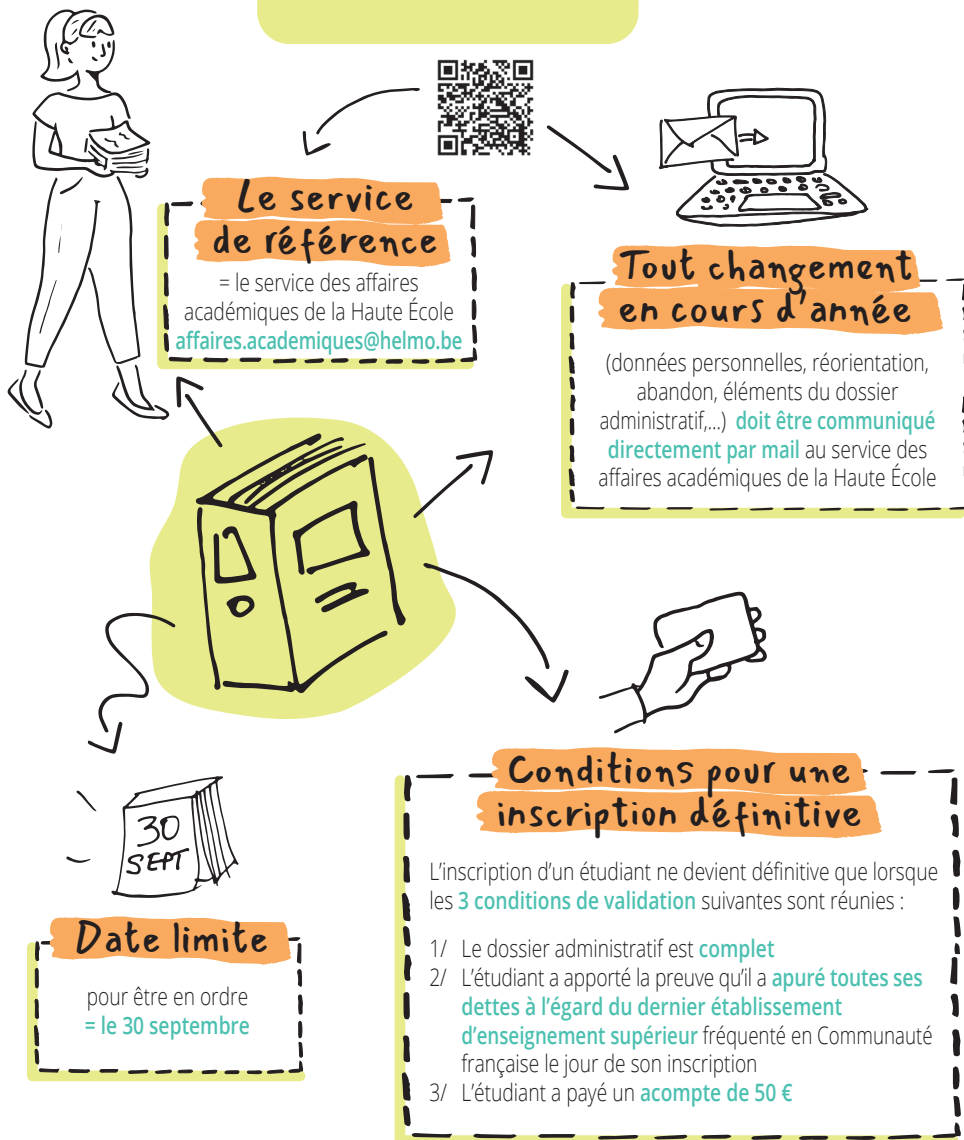 Le service
de référence
= le service des affaires
académiques de la Haute École
affaires.academiques@helmo.be
Tout changement
en cours d'année
(données personnelles, réorientation,
abandon, éléments du dossier
administratif,...) doit être communiqué
directement par mail au service des
affaires académiques de la Haute École
30
SEPT
Date limite
pour être en ordre
= le 30 septembre
Conditions pour une
inscription définitive
L’inscription d’un étudiant ne devient définitive que lorsque
les 3 conditions de validation suivantes sont réunies :
1/ Le dossier administratif est complet
2/ L’étudiant a apporté la preuve qu’il a apuré toutes ses
dettes à l’égard du dernier établissement
d’enseignement supérieur fréquenté en Communauté
française le jour de son inscription
3/ L’étudiant a payé un acompte de 50 €